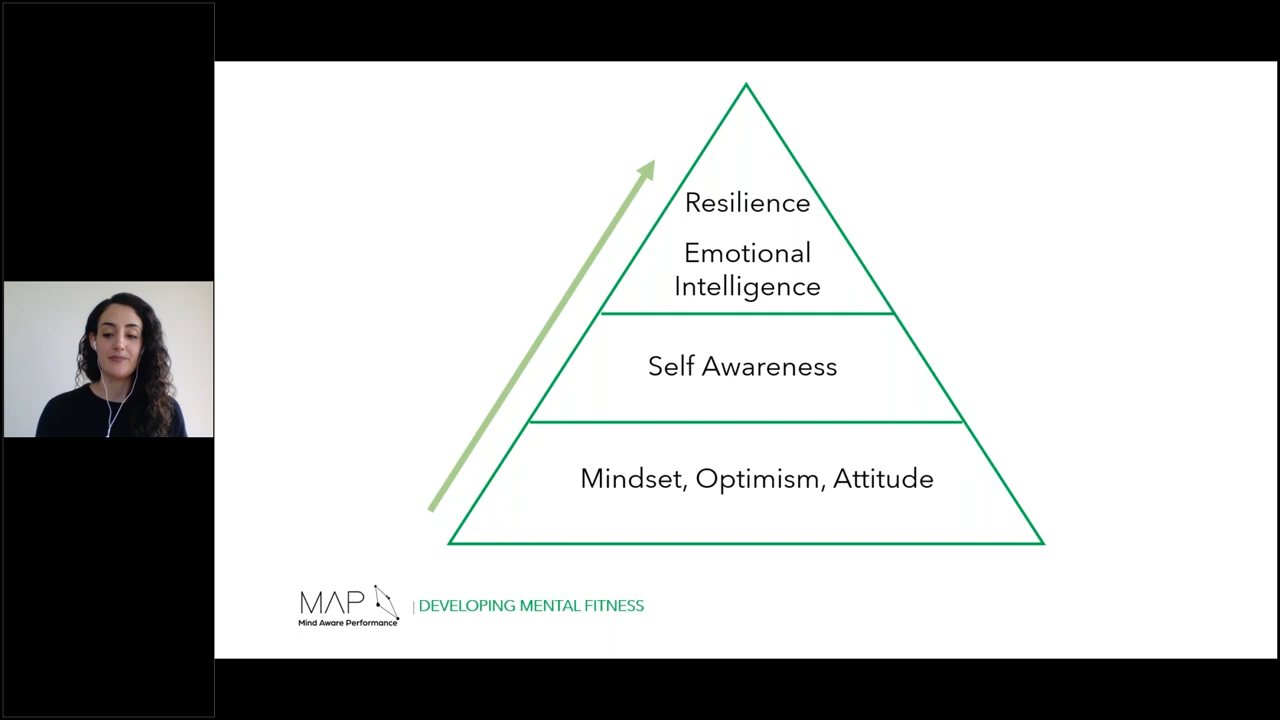 Resilience
Emotional
Intelligence
Self Awareness
Mindset, Optimism, Attitude
MAP
Mind Aware Performance
| DEVELOPING MENTAL FITNESS